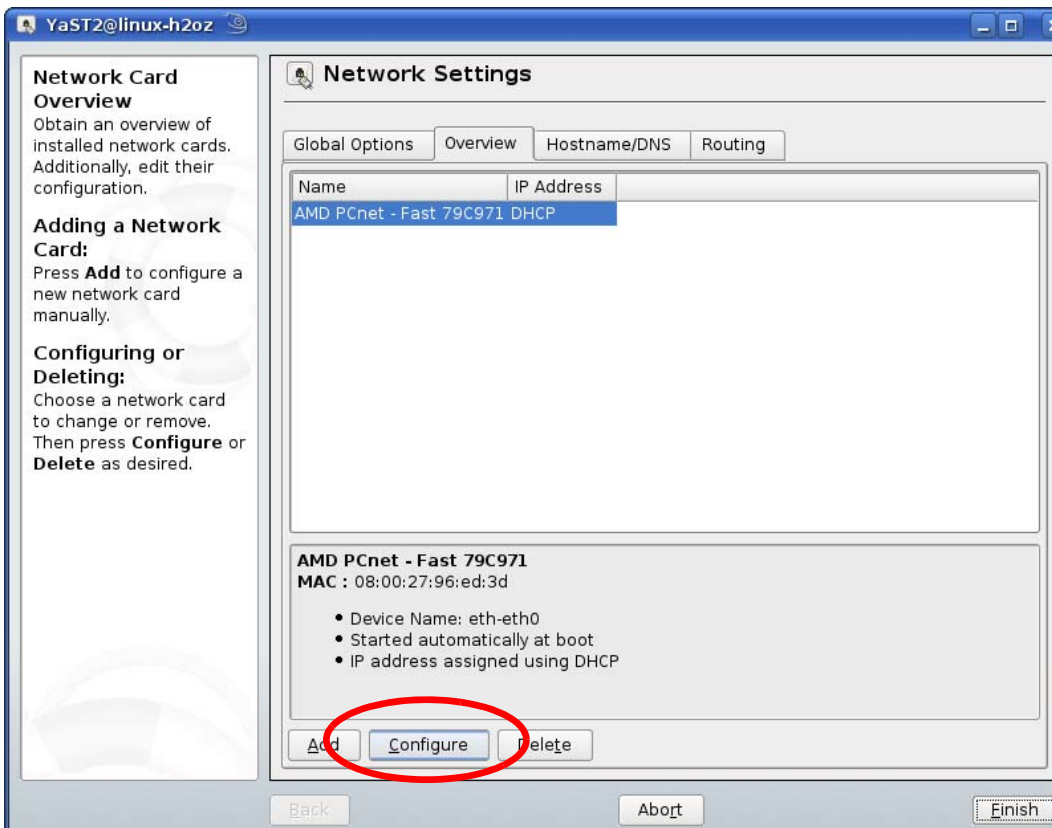 YaST2@linux-h2oz
Network Card
Overview
Obtain an overview of
installed network cards.
Additionally, edit their
configuration.
Adding a Network
Card:
Press Add to configure a
new network card
manually.
Configuring or
Deleting:
Choose a network card
to change or remove.
Then press Configure or
Delete as desired.
Network Settings
Global Options Overview Hostname/DNS Routing
Name IP Address
AMD PCnet - Fast 79C971 DHCP
AMD PCnet - Fast 79C971
MAC : 08:00:27:96:ed:3d
• Device Name: eth-eth0
• Started automatically at boot
• IP address assigned using DHCP
Add Configure Delete
Back Abort Finish